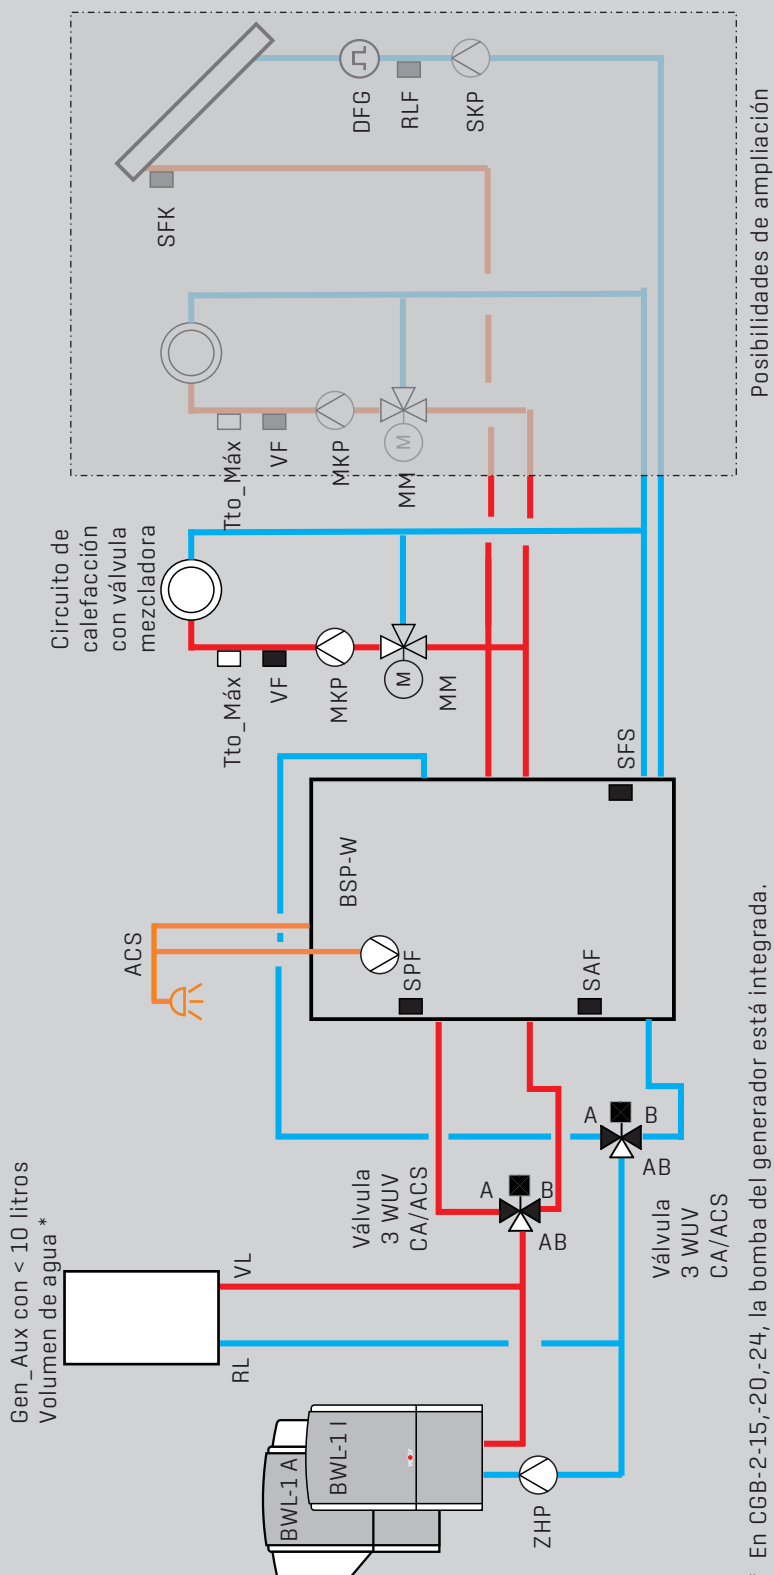 Gen_Aux con < 10 litros
Volumen de agua *
VL
RL
BWL-1 A
BWL-1 I
ZHP
ACS
Válvula
3 WUV
CA/ACS
A
B
AB
A
B
AB
Válvula
3 WUV
CA/ACS
BSP-W
SPF
SAF
SFS
Circuito de
calefacción
con válvula
mezcladora
Tto_Máx
VF
MKP
M
MM
Tto_Máx
VF
MKP
M
MM
SFK
DFG
RLF
SKP
Posibilidades de ampliación
* En CGB-2-15,-20,-24, la bomba del generador está integrada.